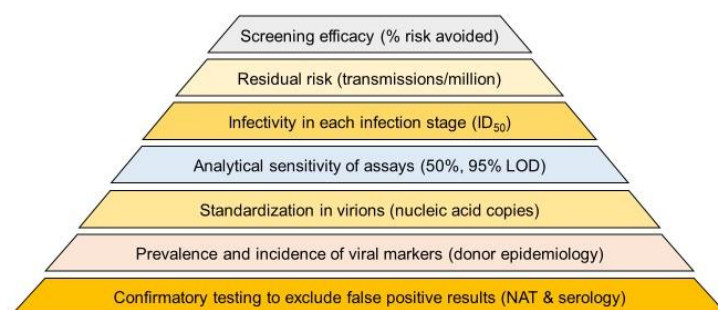 Screening efficacy (% risk avoided)
Residual risk (transmissions/million)
Infectivity in each infection stage (ID₅₀)
Analytical sensitivity of assays (50%, 95% LOD)
Standardization in virions (nucleic acid copies)
Prevalence and incidence of viral markers (donor epidemiology)
Confirmatory testing to exclude false positive results (NAT & serology)